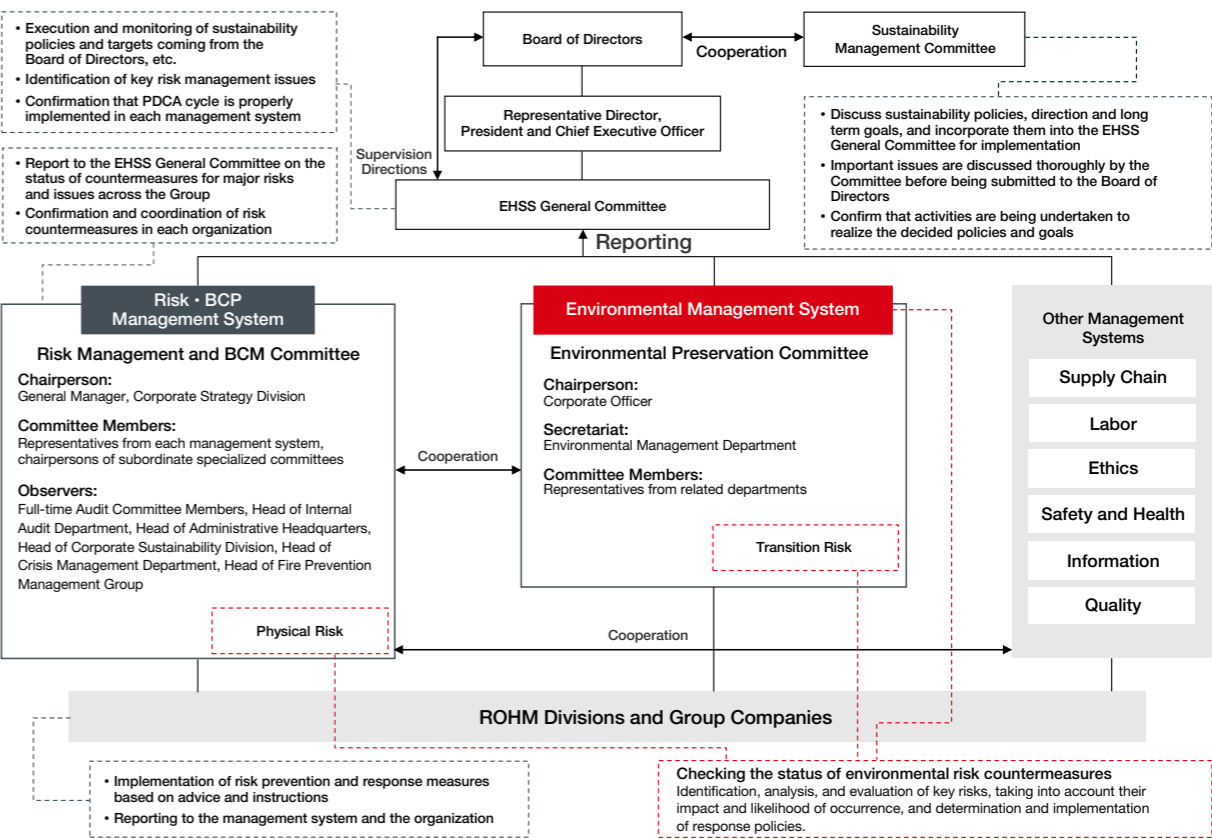 • Execution and monitoring of sustainability
policies and targets coming from the
Board of Directors, etc.
• Identification of key risk management issues
• Confirmation that PDCA cycle is properly
implemented in each management system
• Report to the EHSS General Committee on the
status of countermeasures for major risks
and issues across the Group
• Confirmation and coordination of risk
countermeasures in each organization
Board of Directors
Cooperation
Sustainability
Management Committee
Representative Director,
President and Chief Executive Officer
Supervision
Directions
EHSS General Committee
• Discuss sustainability policies, direction and long
term goals, and incorporate them into the EHSS
General Committee for implementation
• Important issues are discussed thoroughly by the
Committee before being submitted to the Board of
Directors
• Confirm that activities are being undertaken to
realize the decided policies and goals
Reporting
Risk・BCP
Management System
Risk Management and BCM Committee
Chairperson:
General Manager, Corporate Strategy Division
Committee Members:
Representatives from each management system,
chairpersons of subordinate specialized committees
Observers:
Full-time Audit Committee Members, Head of Internal
Audit Department, Head of Administrative Headquarters,
Head of Corporate Sustainability Division, Head of
Crisis Management Department, Head of Fire Prevention
Management Group
Physical Risk
Cooperation
Environmental Management System
Environmental Preservation Committee
Chairperson:
Corporate Officer
Secretariat:
Environmental Management Department
Committee Members:
Representatives from related departments
Transition Risk
Cooperation
Other Management
Systems
Supply Chain
Labor
Ethics
Safety and Health
Information
Quality
ROHM Divisions and Group Companies
• Implementation of risk prevention and response measures
based on advice and instructions
• Reporting to the management system and the organization
Checking the status of environmental risk countermeasures
Identification, analysis, and evaluation of key risks, taking into account their
impact and likelihood of occurrence, and determination and implementation
of response policies.